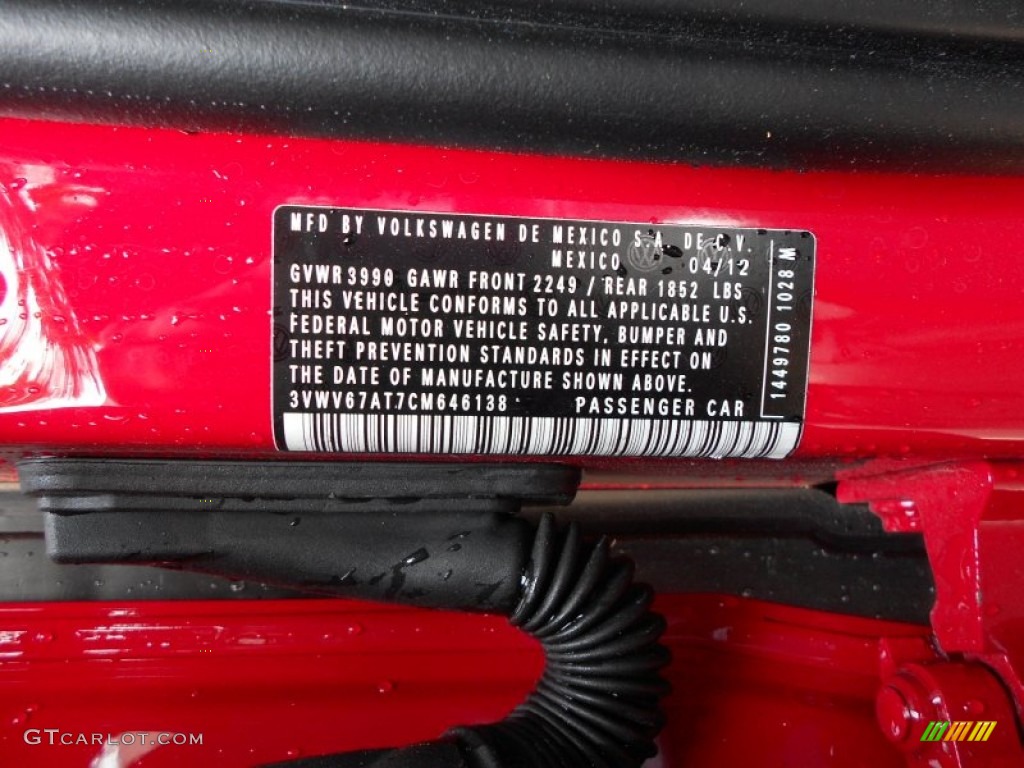 MFD BY VOLKSWAGEN DE MEXICO S.A. DE C.V.
MEXICO 04/12
GVWR 3990 GAWR FRONT 2249 / REAR 1852 LBS
THIS VEHICLE CONFORMS TO ALL APPLICABLE U.S.
FEDERAL MOTOR VEHICLE SAFETY, BUMPER AND
THEFT PREVENTION STANDARDS IN EFFECT ON
THE DATE OF MANUFACTURE SHOWN ABOVE.
3VWV67AT7CM646138 PASSENGER CAR
1449780 1028 M
GTCARLOT.COM